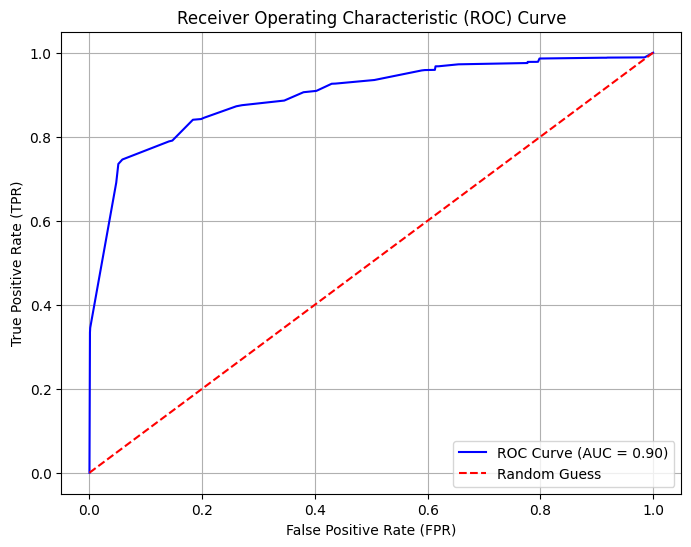 Receiver Operating Characteristic (ROC) Curve
1.0
0.8
0.6
0.4
0.2
0.0
True Positive Rate (TPR)
0.0 0.2 0.4 0.6 0.8 1.0
False Positive Rate (FPR)
ROC Curve (AUC = 0.90)
Random Guess